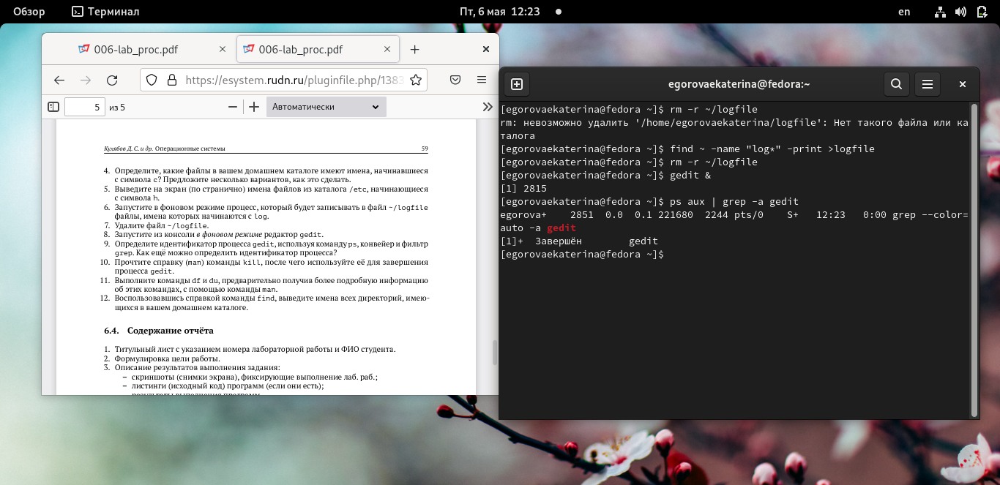 Обзор
Терминал
Пт, 6 мая 12:23
en
006-lab_proc.pdf
006-lab_proc.pdf
https://esystem.rudn.ru/pluginfile.php/1383
5 из 5
Автоматически
Кулябов Д. С. и др. Операционные системы 59
4. Определите, какие файлы в вашем домашнем каталоге имеют имена, начинавшиеся
с символа c? Предложите несколько вариантов, как это сделать.
5. Выведите на экран (по странично) имена файлов из каталога /etc, начинающиеся
с символа h.
6. Запустите в фоновом режиме процесс, который будет записывать в файл ~/logfile
файлы, имена которых начинаются с log.
7. Удалите файл ~/logfile.
8. Запустите из консоли в фоновом режиме редактор gedit.
9. Определите идентификатор процесса gedit, используя команду ps, конвейер и фильтр
grep. Как ещё можно определить идентификатор процесса?
10. Прочтите справку (man) команды kill, после чего используйте её для завершения
процесса gedit.
11. Выполните команды df и du, предварительно получив более подробную информацию
об этих командах, с помощью команды man.
12. Воспользовавшись справкой команды find, выведите имена всех директорий, имею-
щихся в вашем домашнем каталоге.
6.4. Содержание отчёта
1. Титульный лист с указанием номера лабораторной работы и ФИО студента.
2. Формулировка цели работы.
3. Описание результатов выполнения задания:
– скриншоты (снимки экрана), фиксирующие выполнение лаб. раб.;
– листинги (исходный код) программ (если они есть);
egorovaekaterina@fedora:~
[egorovaekaterina@fedora ~]$ rm -r ~/logfile
rm: невозможно удалить '/home/egorovaekaterina/logfile': Нет такого файла или ка
талога
[egorovaekaterina@fedora ~]$ find ~ -name "log*" -print >logfile
[egorovaekaterina@fedora ~]$ rm -r ~/logfile
[egorovaekaterina@fedora ~]$ gedit &
[1] 2815
[egorovaekaterina@fedora ~]$ ps aux | grep -a gedit
egorova+    2851  0.0  0.1 221680  2244 pts/0    S+   12:23   0:00 grep --color=
auto -a gedit
[1]+  Завершён        gedit
[egorovaekaterina@fedora ~]$